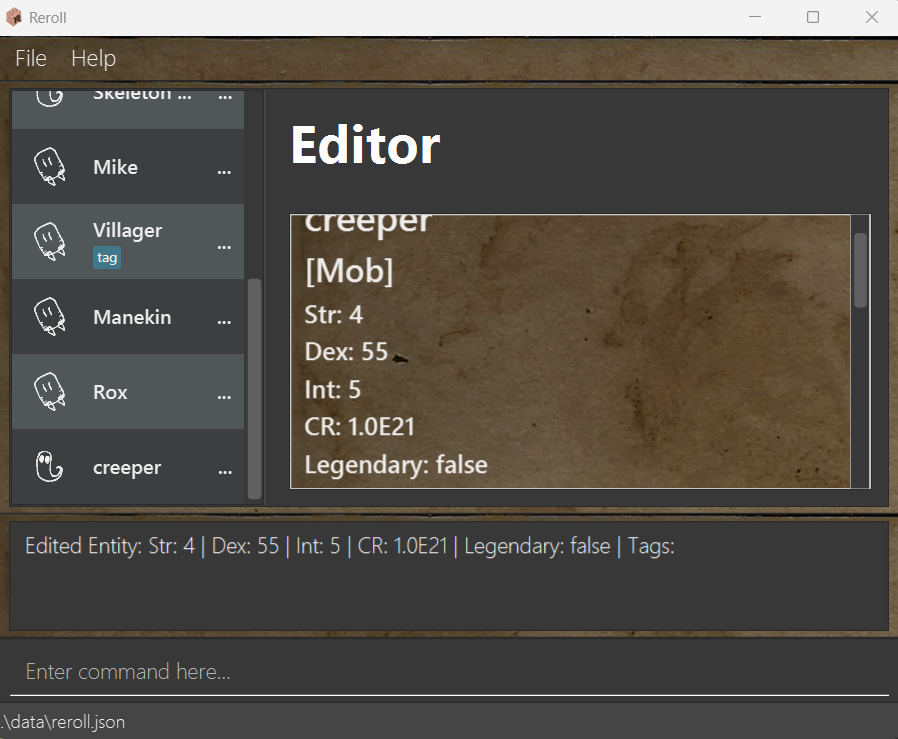 Reroll
File Help
Skeleton ... ...
Mike ...
Villager ...
tag
Manekin ...
Rox ...
creeper ...
Editor
creeper
[Mob]
Str: 4
Dex: 55
Int: 5
CR: 1.0E21
Legendary: false
Edited Entity: Str: 4 | Dex: 55 | Int: 5 | CR: 1.0E21 | Legendary: false | Tags:
Enter command here...
.\data\reroll.json